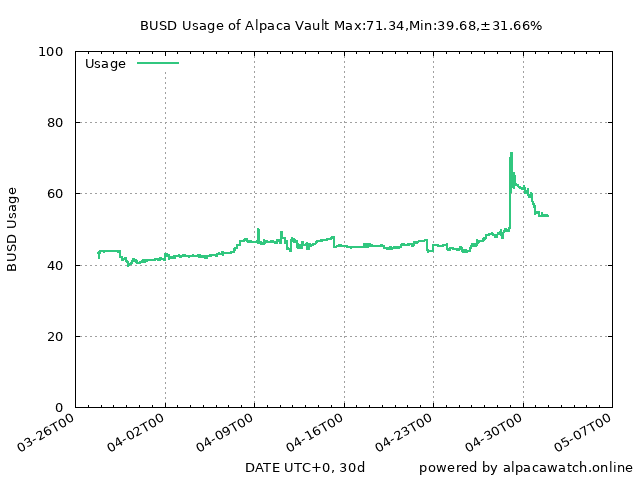 BUSD Usage of Alpaca Vault Max:71.34,Min:39.68,±31.66%
100
Usage
80
60
BUSD Usage
40
20
0
03-26T00 04-02T00 04-09T00 04-16T00 04-23T00 04-30T00 05-07T00
DATE UTC+0, 30d powered by alpacawatch.online